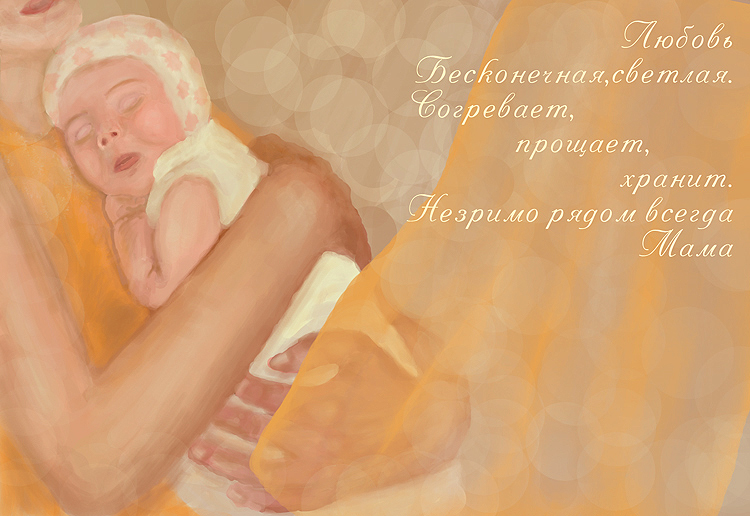 Любовь
Бесконечная,светлая.
Согревает,
прощает,
хранит.
Незримо рядом всегда
Мама